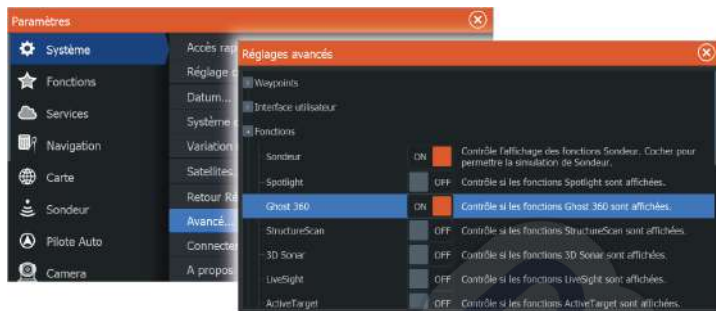 Paramètres
Système
Fonctions
Services
Navigation
Carte
Sondeur
Pilote Auto
Camera
Accès rap
Réglage
Datum...
Système
Variation
Satellites
Retour Ré
Avancé...
Connecter
A propos
Réglages avancés
Waypoints
Interface utilisateur
Fonctions
Sondeur ON Contrôle l'affichage des fonctions Sondeur. Cocher pour
permettre la simulation de Sondeur.
Spotlight OFF Contrôle si les fonctions Spotlight sont affichées.
Ghost 360 ON Contrôle si les fonctions Ghost 360 sont affichées.
StructureScan OFF Contrôle si les fonctions StructureScan sont affichées.
3D Sonar OFF Contrôle si les fonctions 3D Sonar sont affichées.
LiveSight OFF Contrôle si les fonctions LiveSight sont affichées.
ActiveTarget OFF Contrôle si les fonctions ActiveTarget sont affichées.